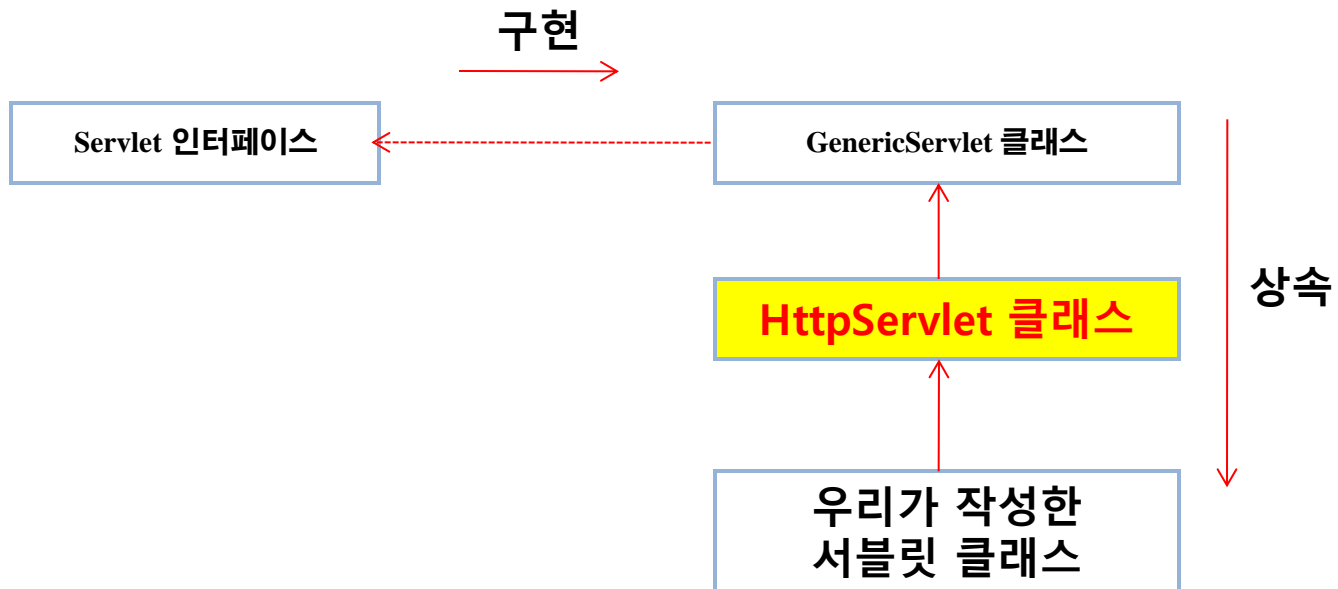 구현
Servlet 인터페이스
GenericServlet 클래스
HttpServlet 클래스
상속
우리가 작성한
서블릿 클래스